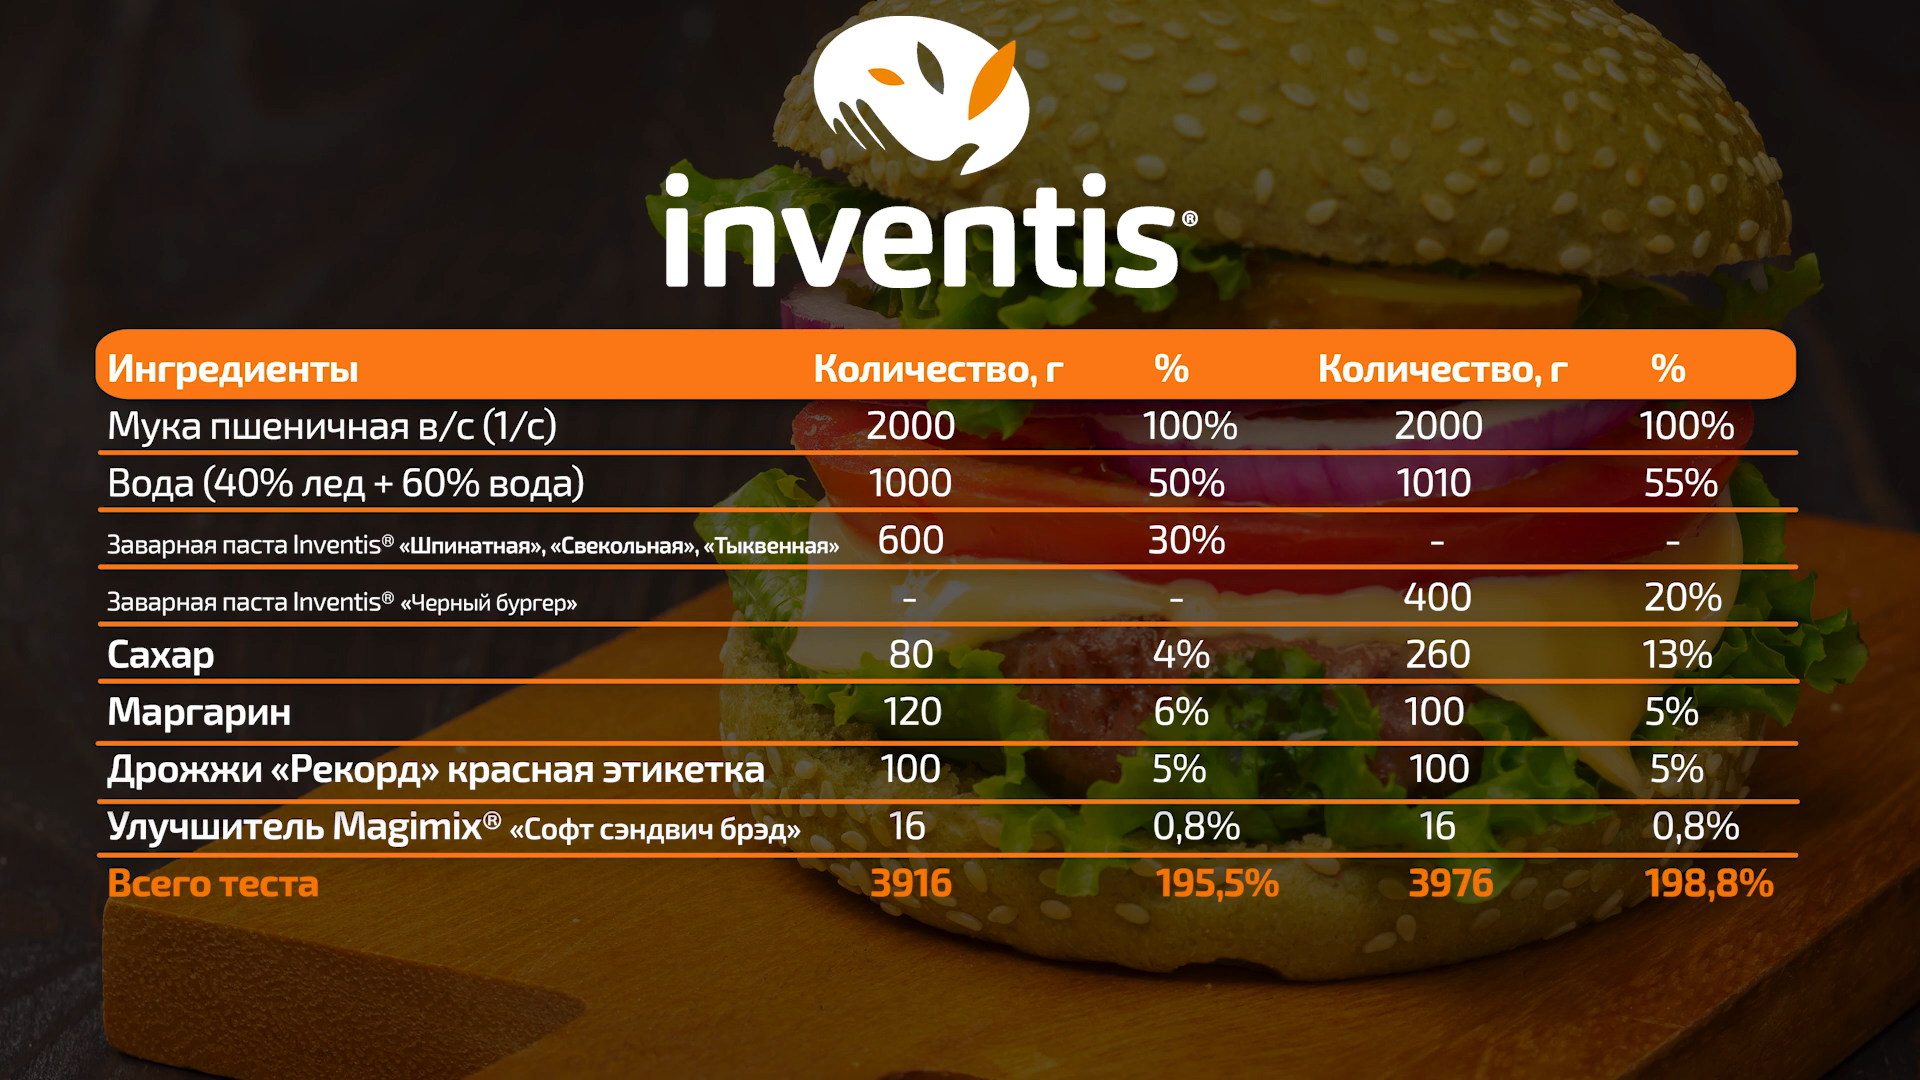 inventis®
Ингредиенты Количество, г % Количество, г %
Мука пшеничная в/с (1/с) 2000 100% 2000 100%
Вода (40% лед + 60% вода) 1000 50% 1010 55%
Заварная паста Inventis® «Шпинатная», «Свекольная», «Тыквенная» 600 30% - -
Заварная паста Inventis® «Черный бургер» - - 400 20%
Сахар 80 4% 260 13%
Маргарин 120 6% 100 5%
Дрожжи «Рекорд» красная этикетка 100 5% 100 5%
Улучшитель Magimix® «Софт сэндвич брэд» 16 0,8% 16 0,8%
Всего теста 3916 195,5% 3976 198,8%